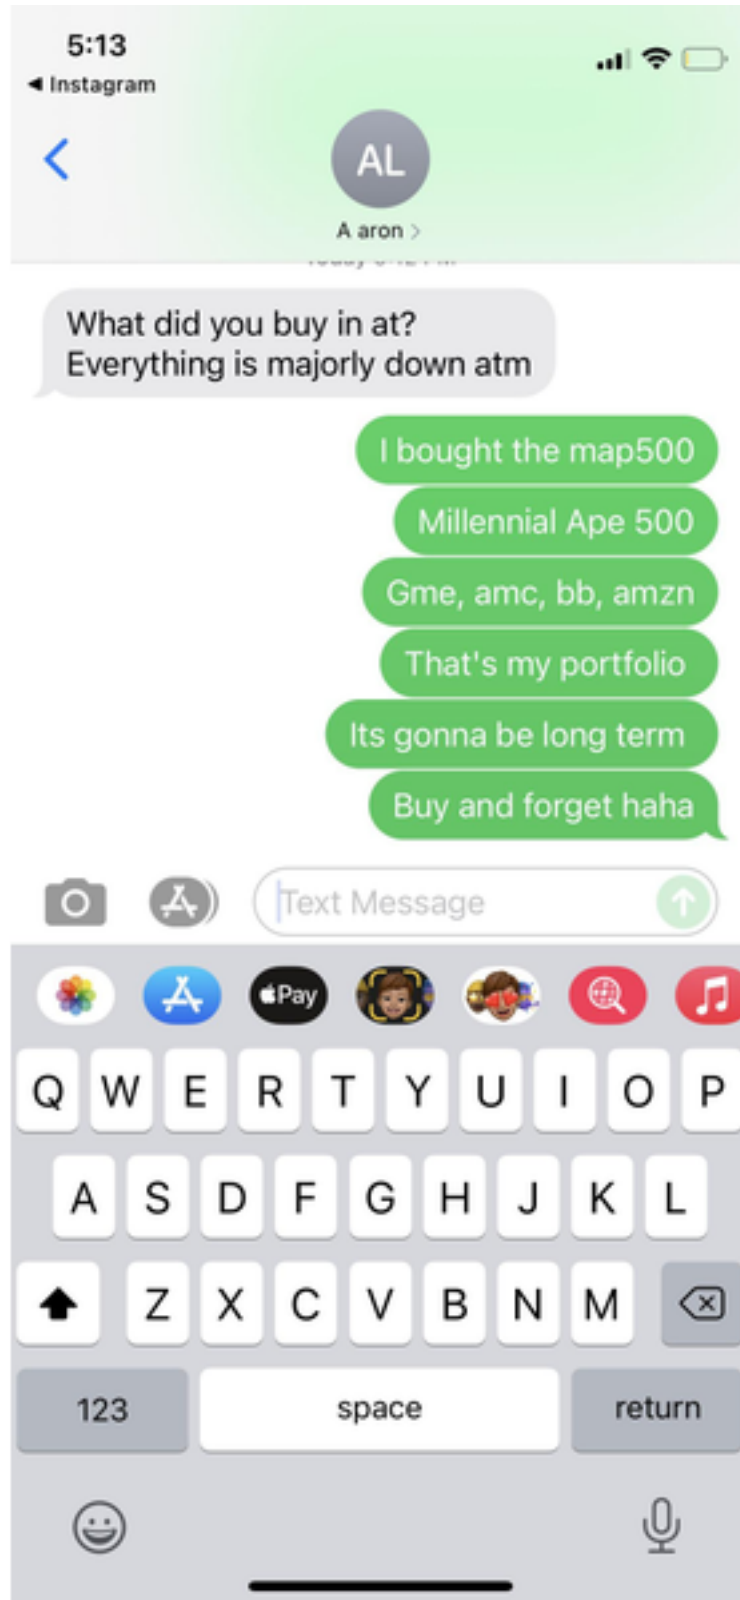 5:13
Instagram
AL
A aron
What did you buy in at?
Everything is majorly down atm
I bought the map500
Millennial Ape 500
Gme, amc, bb, amzn
That's my portfolio
Its gonna be long term
Buy and forget haha
Text Message
Pay
Q W E R T Y U I O P
A S D F G H J K L
Z X C V B N M
123 space return